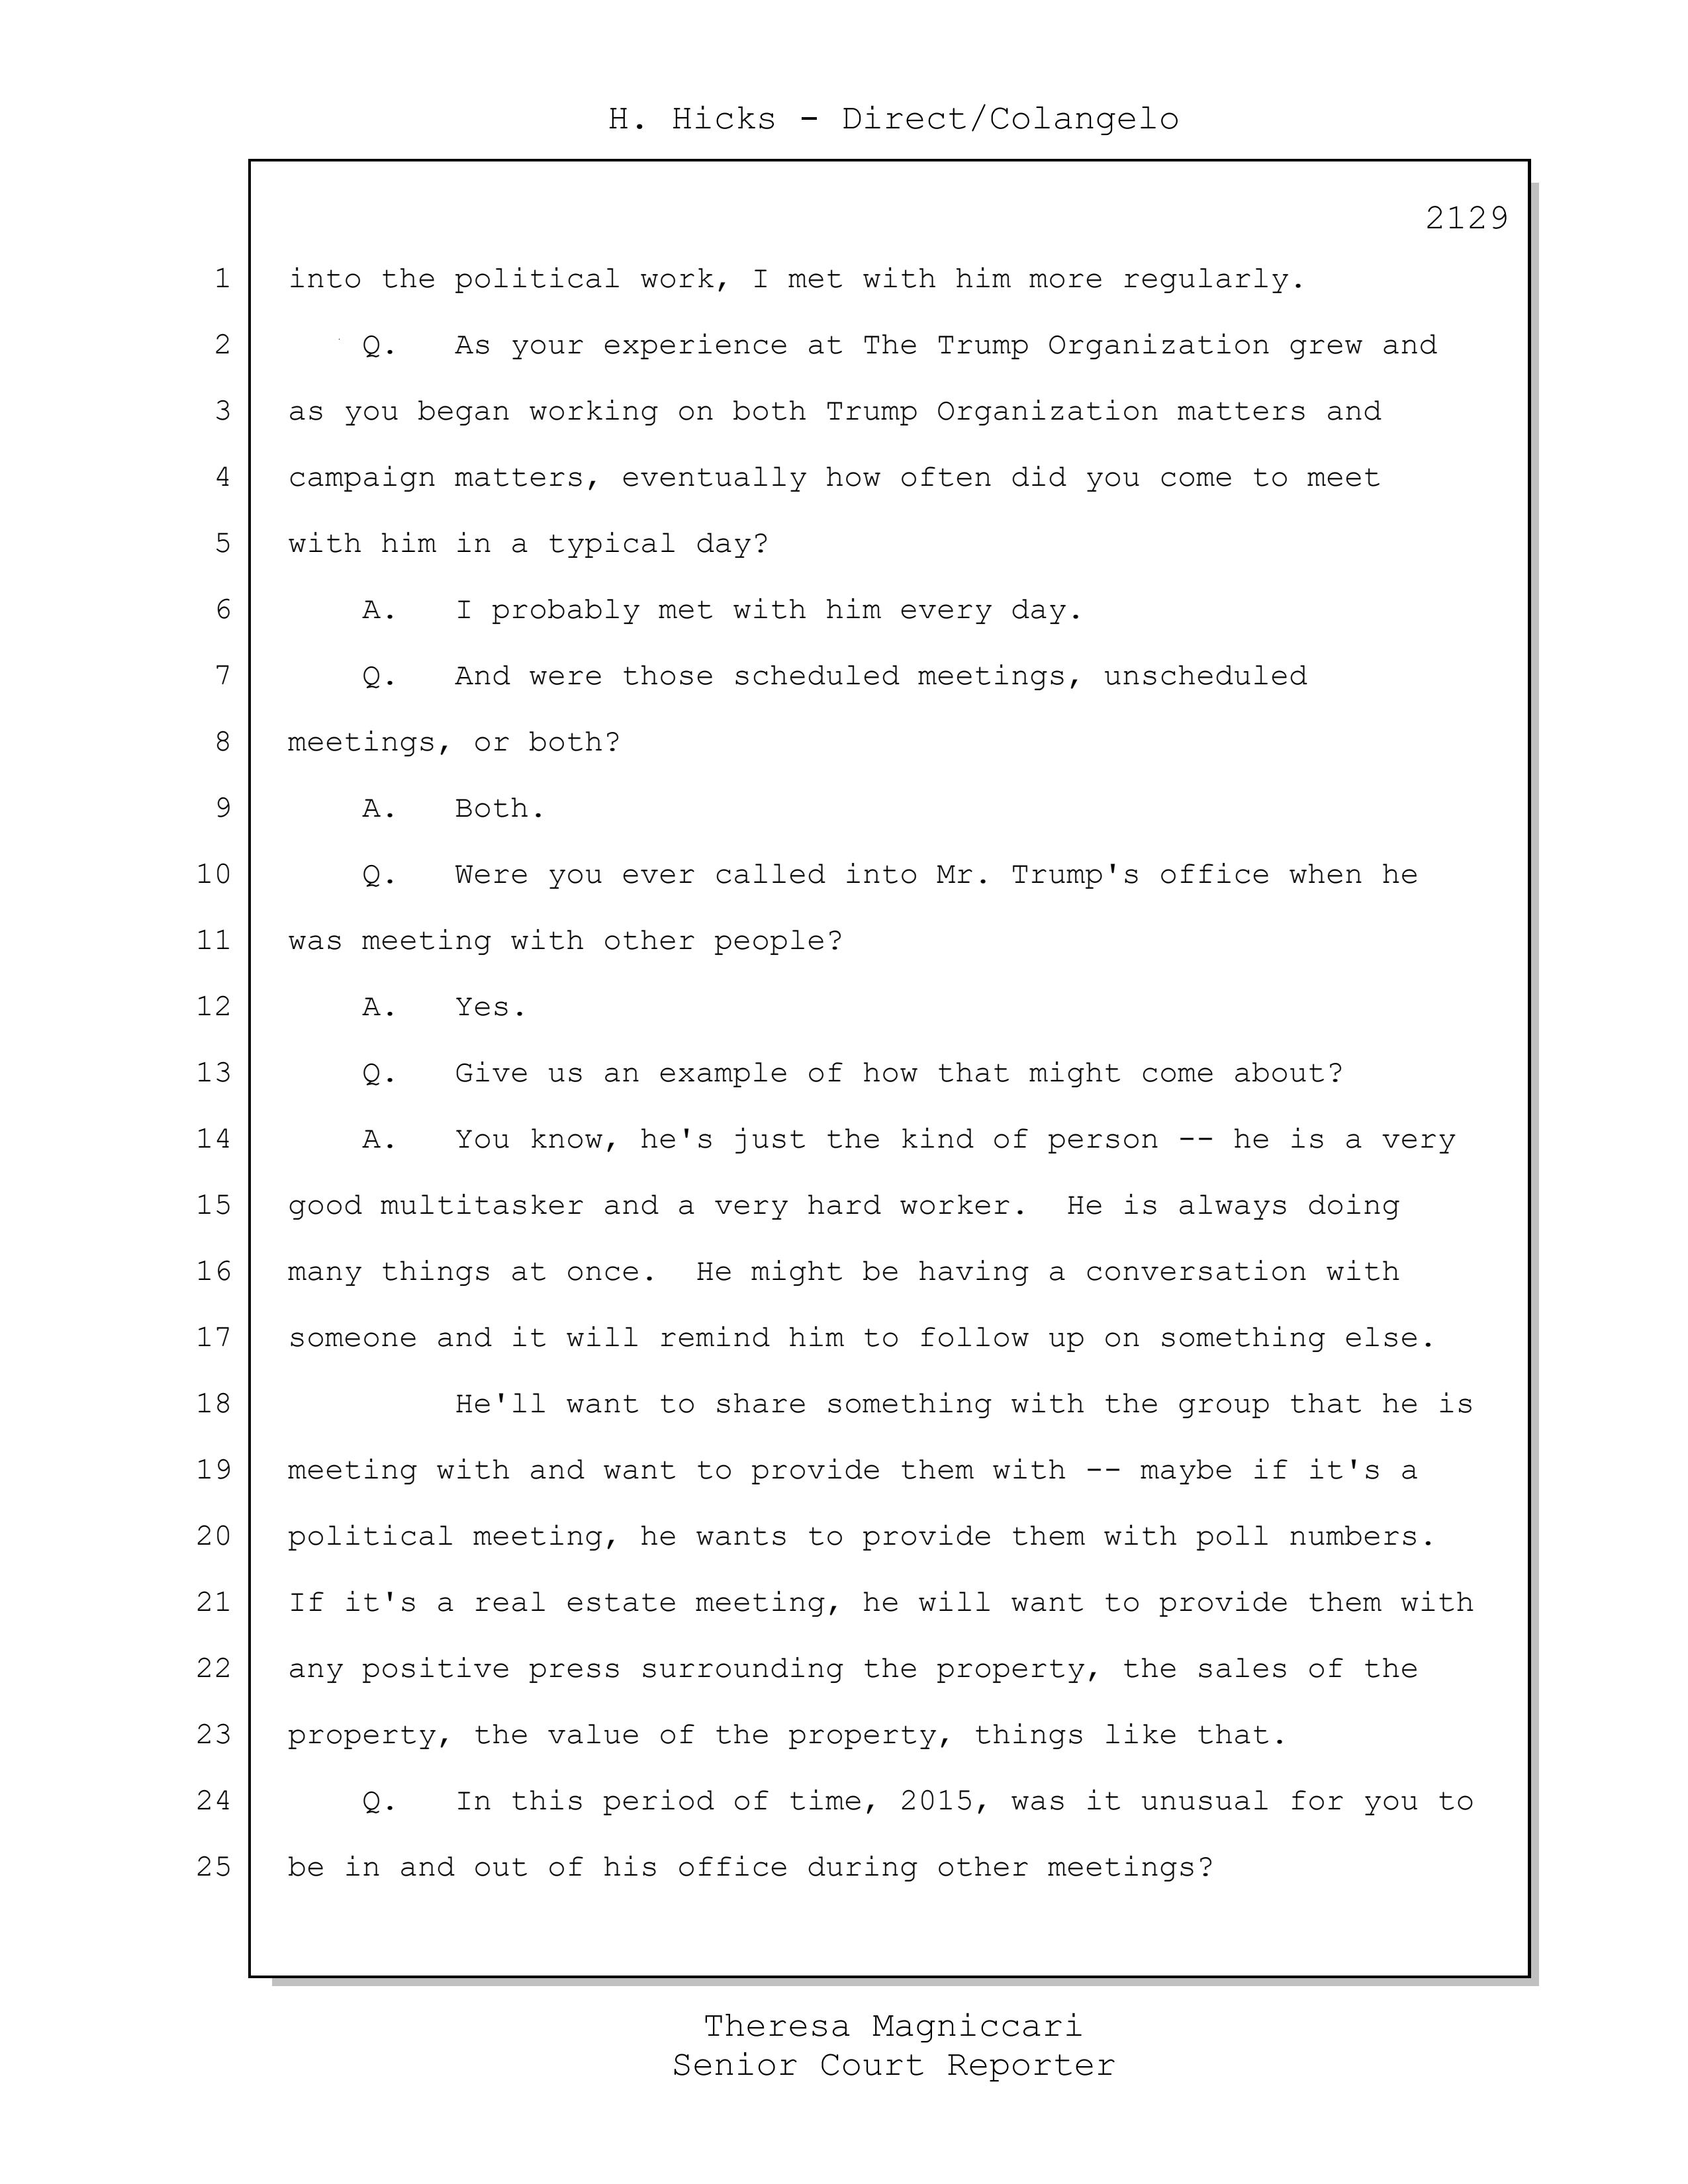 H. Hicks - Direct/Colangelo
2129
1 into the political work, I met with him more regularly.
2 Q. As your experience at The Trump Organization grew and
3 as you began working on both Trump Organization matters and
4 campaign matters, eventually how often did you come to meet
5 with him in a typical day?
6 A. I probably met with him every day.
7 Q. And were those scheduled meetings, unscheduled
8 meetings, or both?
9 A. Both.
10 Q. Were you ever called into Mr. Trump's office when he
11 was meeting with other people?
12 A. Yes.
13 Q. Give us an example of how that might come about?
14 A. You know, he's just the kind of person -- he is a very
15 good multitasker and a very hard worker. He is always doing
16 many things at once. He might be having a conversation with
17 someone and it will remind him to follow up on something else.
18 He'll want to share something with the group that he is
19 meeting with and want to provide them with -- maybe if it's a
20 political meeting, he wants to provide them with poll numbers.
21 If it's a real estate meeting, he will want to provide them with
22 any positive press surrounding the property, the sales of the
23 property, the value of the property, things like that.
24 Q. In this period of time, 2015, was it unusual for you to
25 be in and out of his office during other meetings?
Theresa Magniccari
Senior Court Reporter